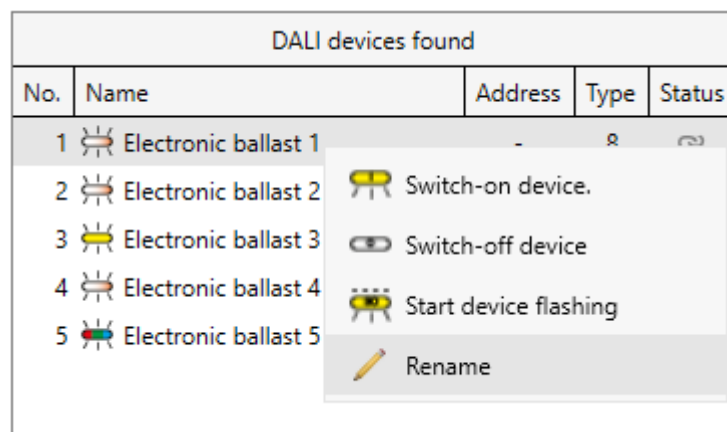 DALI devices found
No. Name Address Type Status
1 Electronic ballast 1 - 8
2 Electronic ballast 2
3 Electronic ballast 3
4 Electronic ballast 4
5 Electronic ballast 5
Switch-on device.
Switch-off device
Start device flashing
Rename